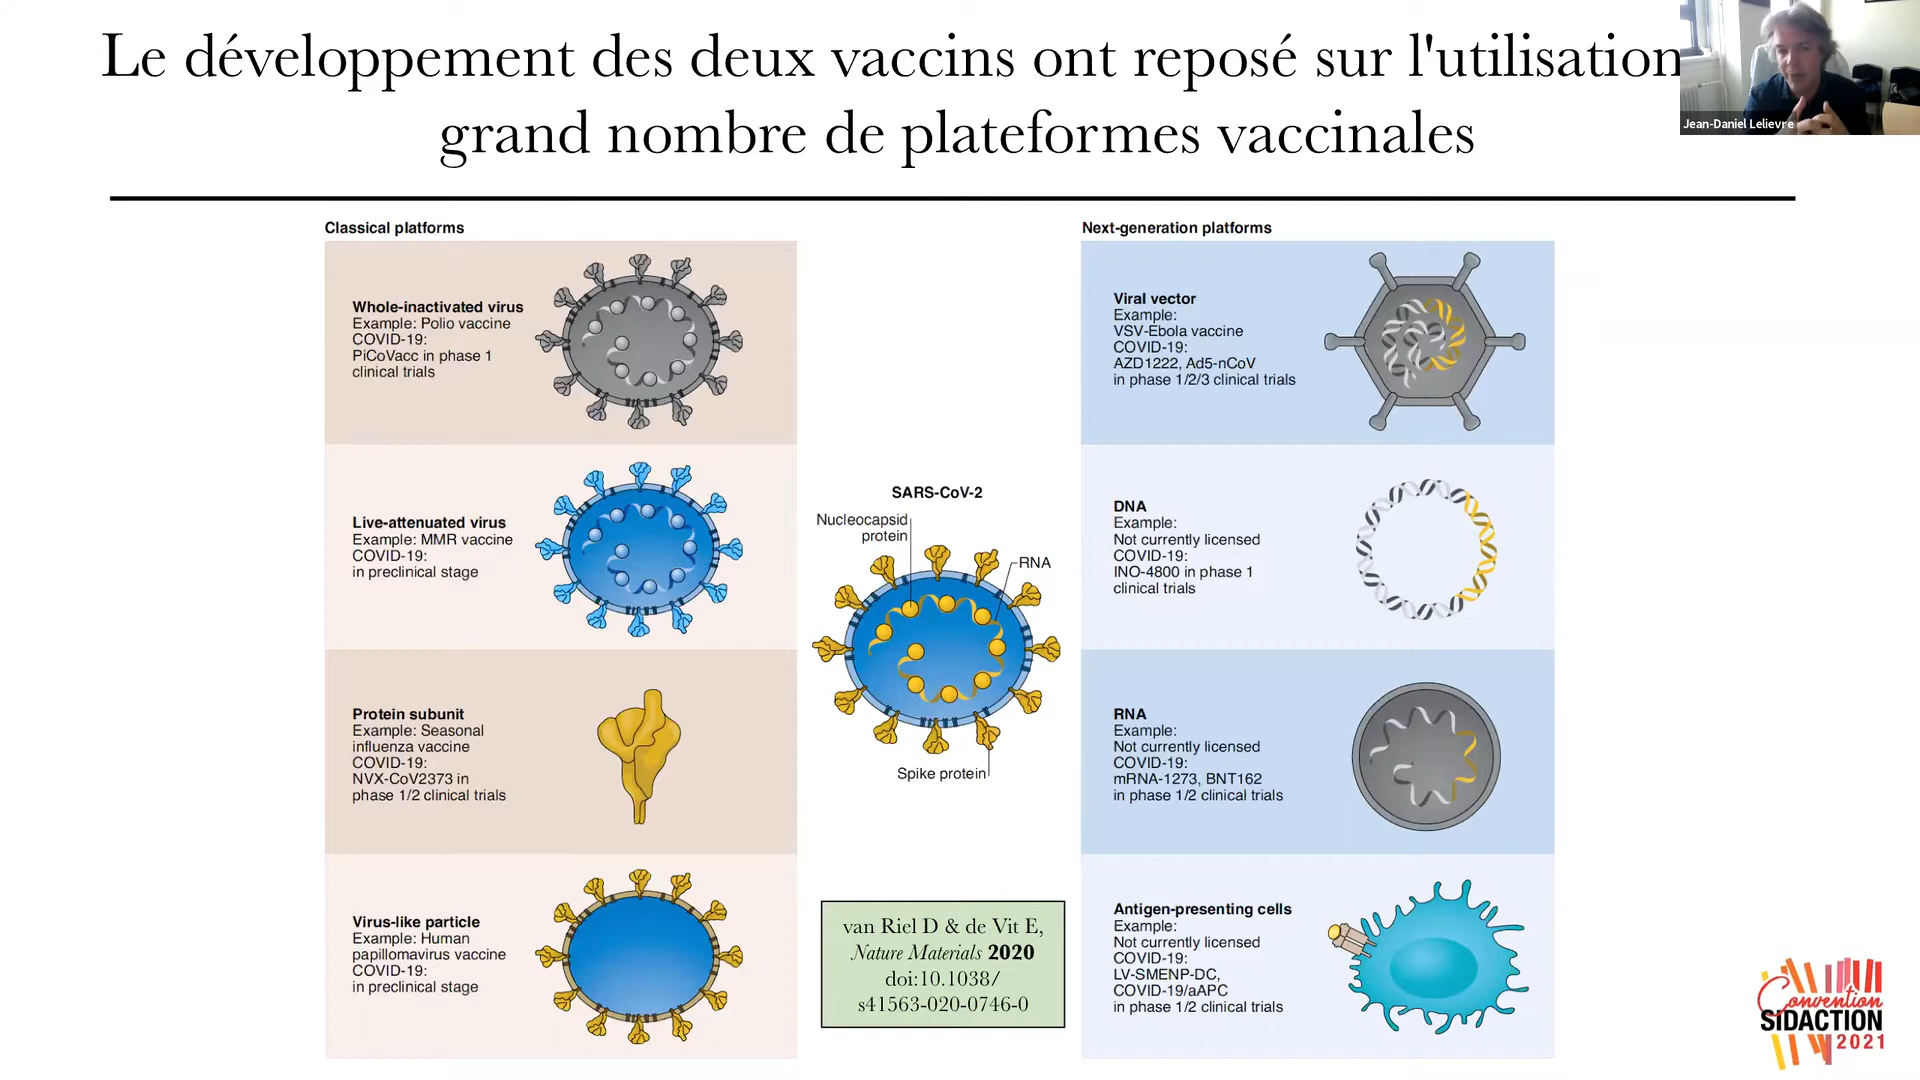 Le développement des deux vaccins ont reposé sur l'utilisation
grand nombre de plateformes vaccinales
Jean-Daniel Lelievre
Classical platforms
Whole-inactivated virus
Example: Polio vaccine
COVID-19:
PiCoVacc in phase 1
clinical trials
Live-attenuated virus
Example: MMR vaccine
COVID-19:
in preclinical stage
Protein subunit
Example: Seasonal
influenza vaccine
COVID-19:
NVX-CoV2373 in
phase 1/2 clinical trials
Virus-like particle
Example: Human
papillomavirus vaccine
COVID-19:
in preclinical stage
SARS-CoV-2
Nucleocapsid
protein
RNA
Spike protein
van Riel D & de Vit E,
Nature Materials 2020
doi:10.1038/
s41563-020-0746-0
Next-generation platforms
Viral vector
Example:
VSV-Ebola vaccine
COVID-19:
AZD1222, Ad5-nCoV
in phase 1/2/3 clinical trials
DNA
Example:
Not currently licensed
COVID-19:
INO-4800 in phase 1
clinical trials
RNA
Example:
Not currently licensed
COVID-19:
mRNA-1273, BNT162
in phase 1/2 clinical trials
Antigen-presenting cells
Example:
Not currently licensed
COVID-19:
LV-SMENP-DC,
COVID-19/aAPC
in phase 1/2 clinical trials
Convention
SIDACTION
2021